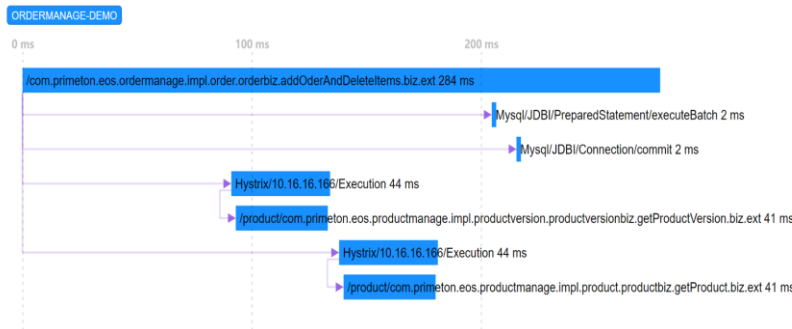 ORDERMANAGE-DEMO
0 ms 100 ms 200 ms
/com.primeton.eos.ordermanage.impl.order.orderbiz.addOderAndDeleteItems.biz.ext 284 ms
Mysql/JDBI/PreparedStatement/executeBatch 2 ms
Mysql/JDBI/Connection/commit 2 ms
Hystrix/10.16.16.166/Execution 44 ms
/product/com.primeton.eos.productmanage.impl.productversion.productversionbiz.getProductVersion.biz.ext 41 ms
Hystrix/10.16.16.166/Execution 44 ms
/product/com.primeton.eos.productmanage.impl.product.productbiz.getProduct.biz.ext 41 ms